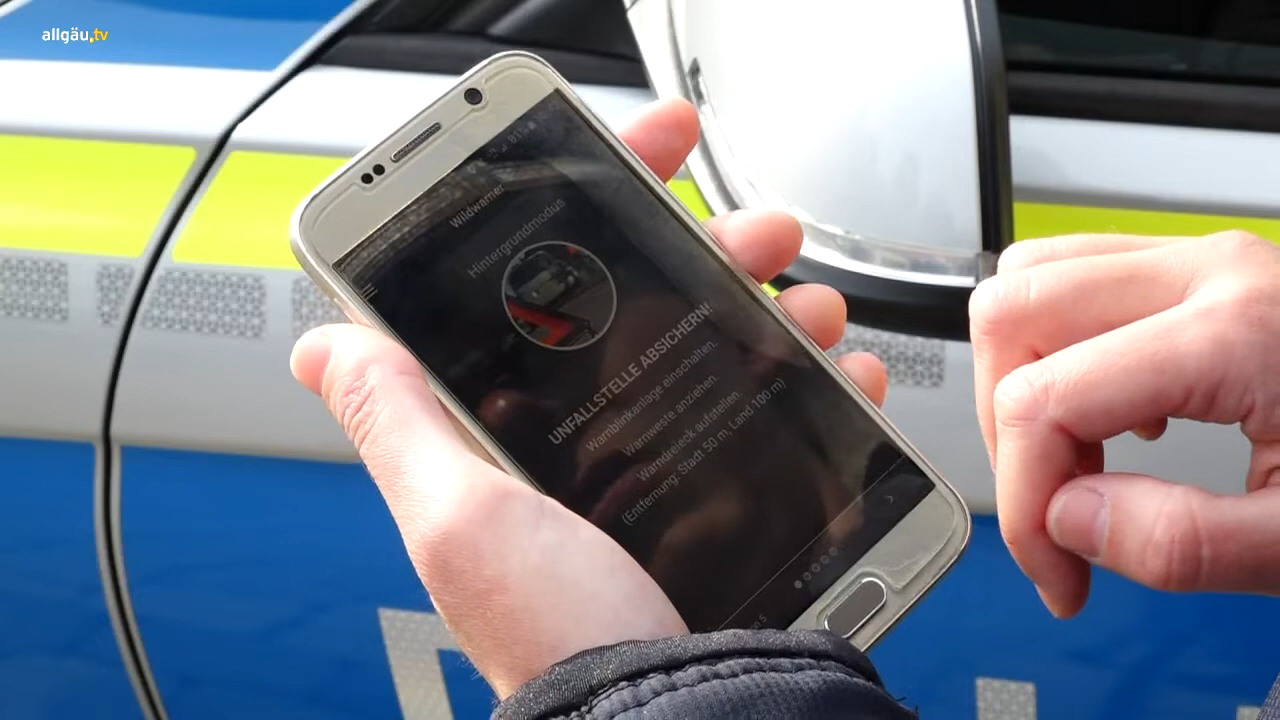 allgäu.tv
Wildwarner
Hintergrundmodus
UNFALLSTELLE ABSICHERN!
Warnblinkanlage einschalten.
Warnweste anziehen.
Warndreieck aufstellen.
(Entfernung: Stadt 50 m, Land 100 m)